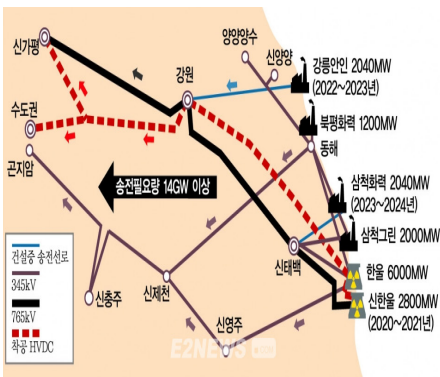 양양양수
신양양
신가평
강원
강릉안인 2040MW
(2022~2023년)
북평화력 1200MW
수도권
동해
곤지암
송전필요량 14GW 이상
삼척화력 2040MW
(2023~2024년)
삼척그린 2000MW
신태백
한울 6000MW
신제천
신충주
신한울 2800MW
(2020~2021년)
신영주
건설중 송전선로
345kV
765kV
착공 HVDC
E2NEWS